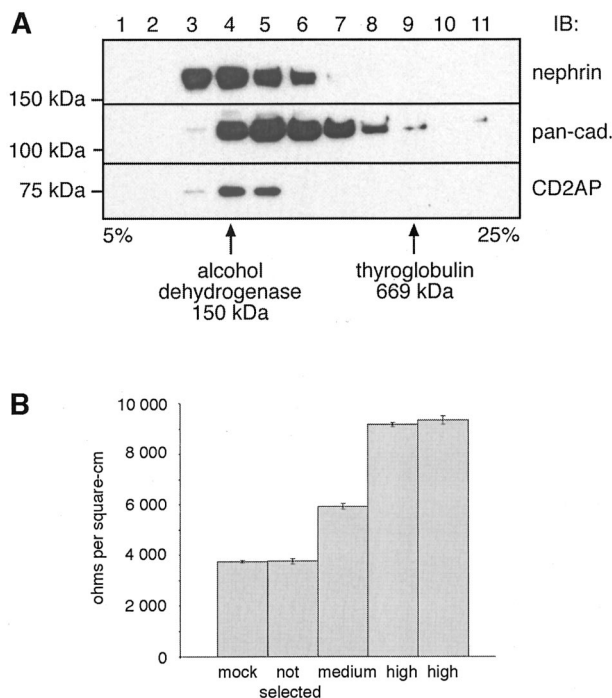 A 1 2 3 4 5 6 7 8 9 10 11 IB:
nephrin
150 kDa
pan-cad.
100 kDa
75 kDa CD2AP
5% 25%
alcohol
dehydrogenase
150 kDa
thyroglobulin
669 kDa
B
ohms per square-cm
10 000
8 000
6 000
4 000
2 000
0
mock not selected medium high high